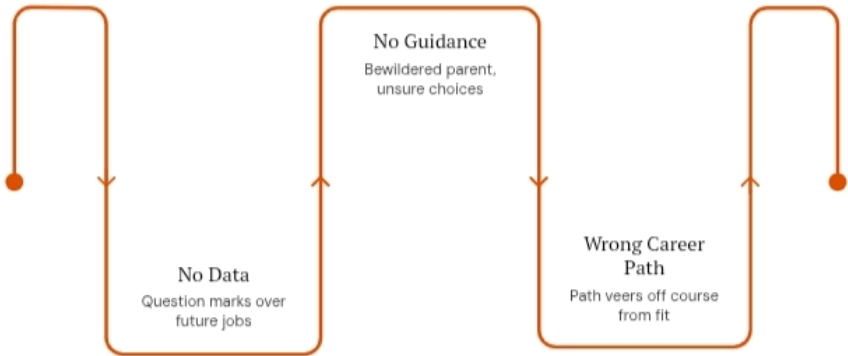 No Data
Question marks over
future jobs
No Guidance
Bewildered parent,
unsure choices
Wrong Career
Path
Path veers off course
from fit